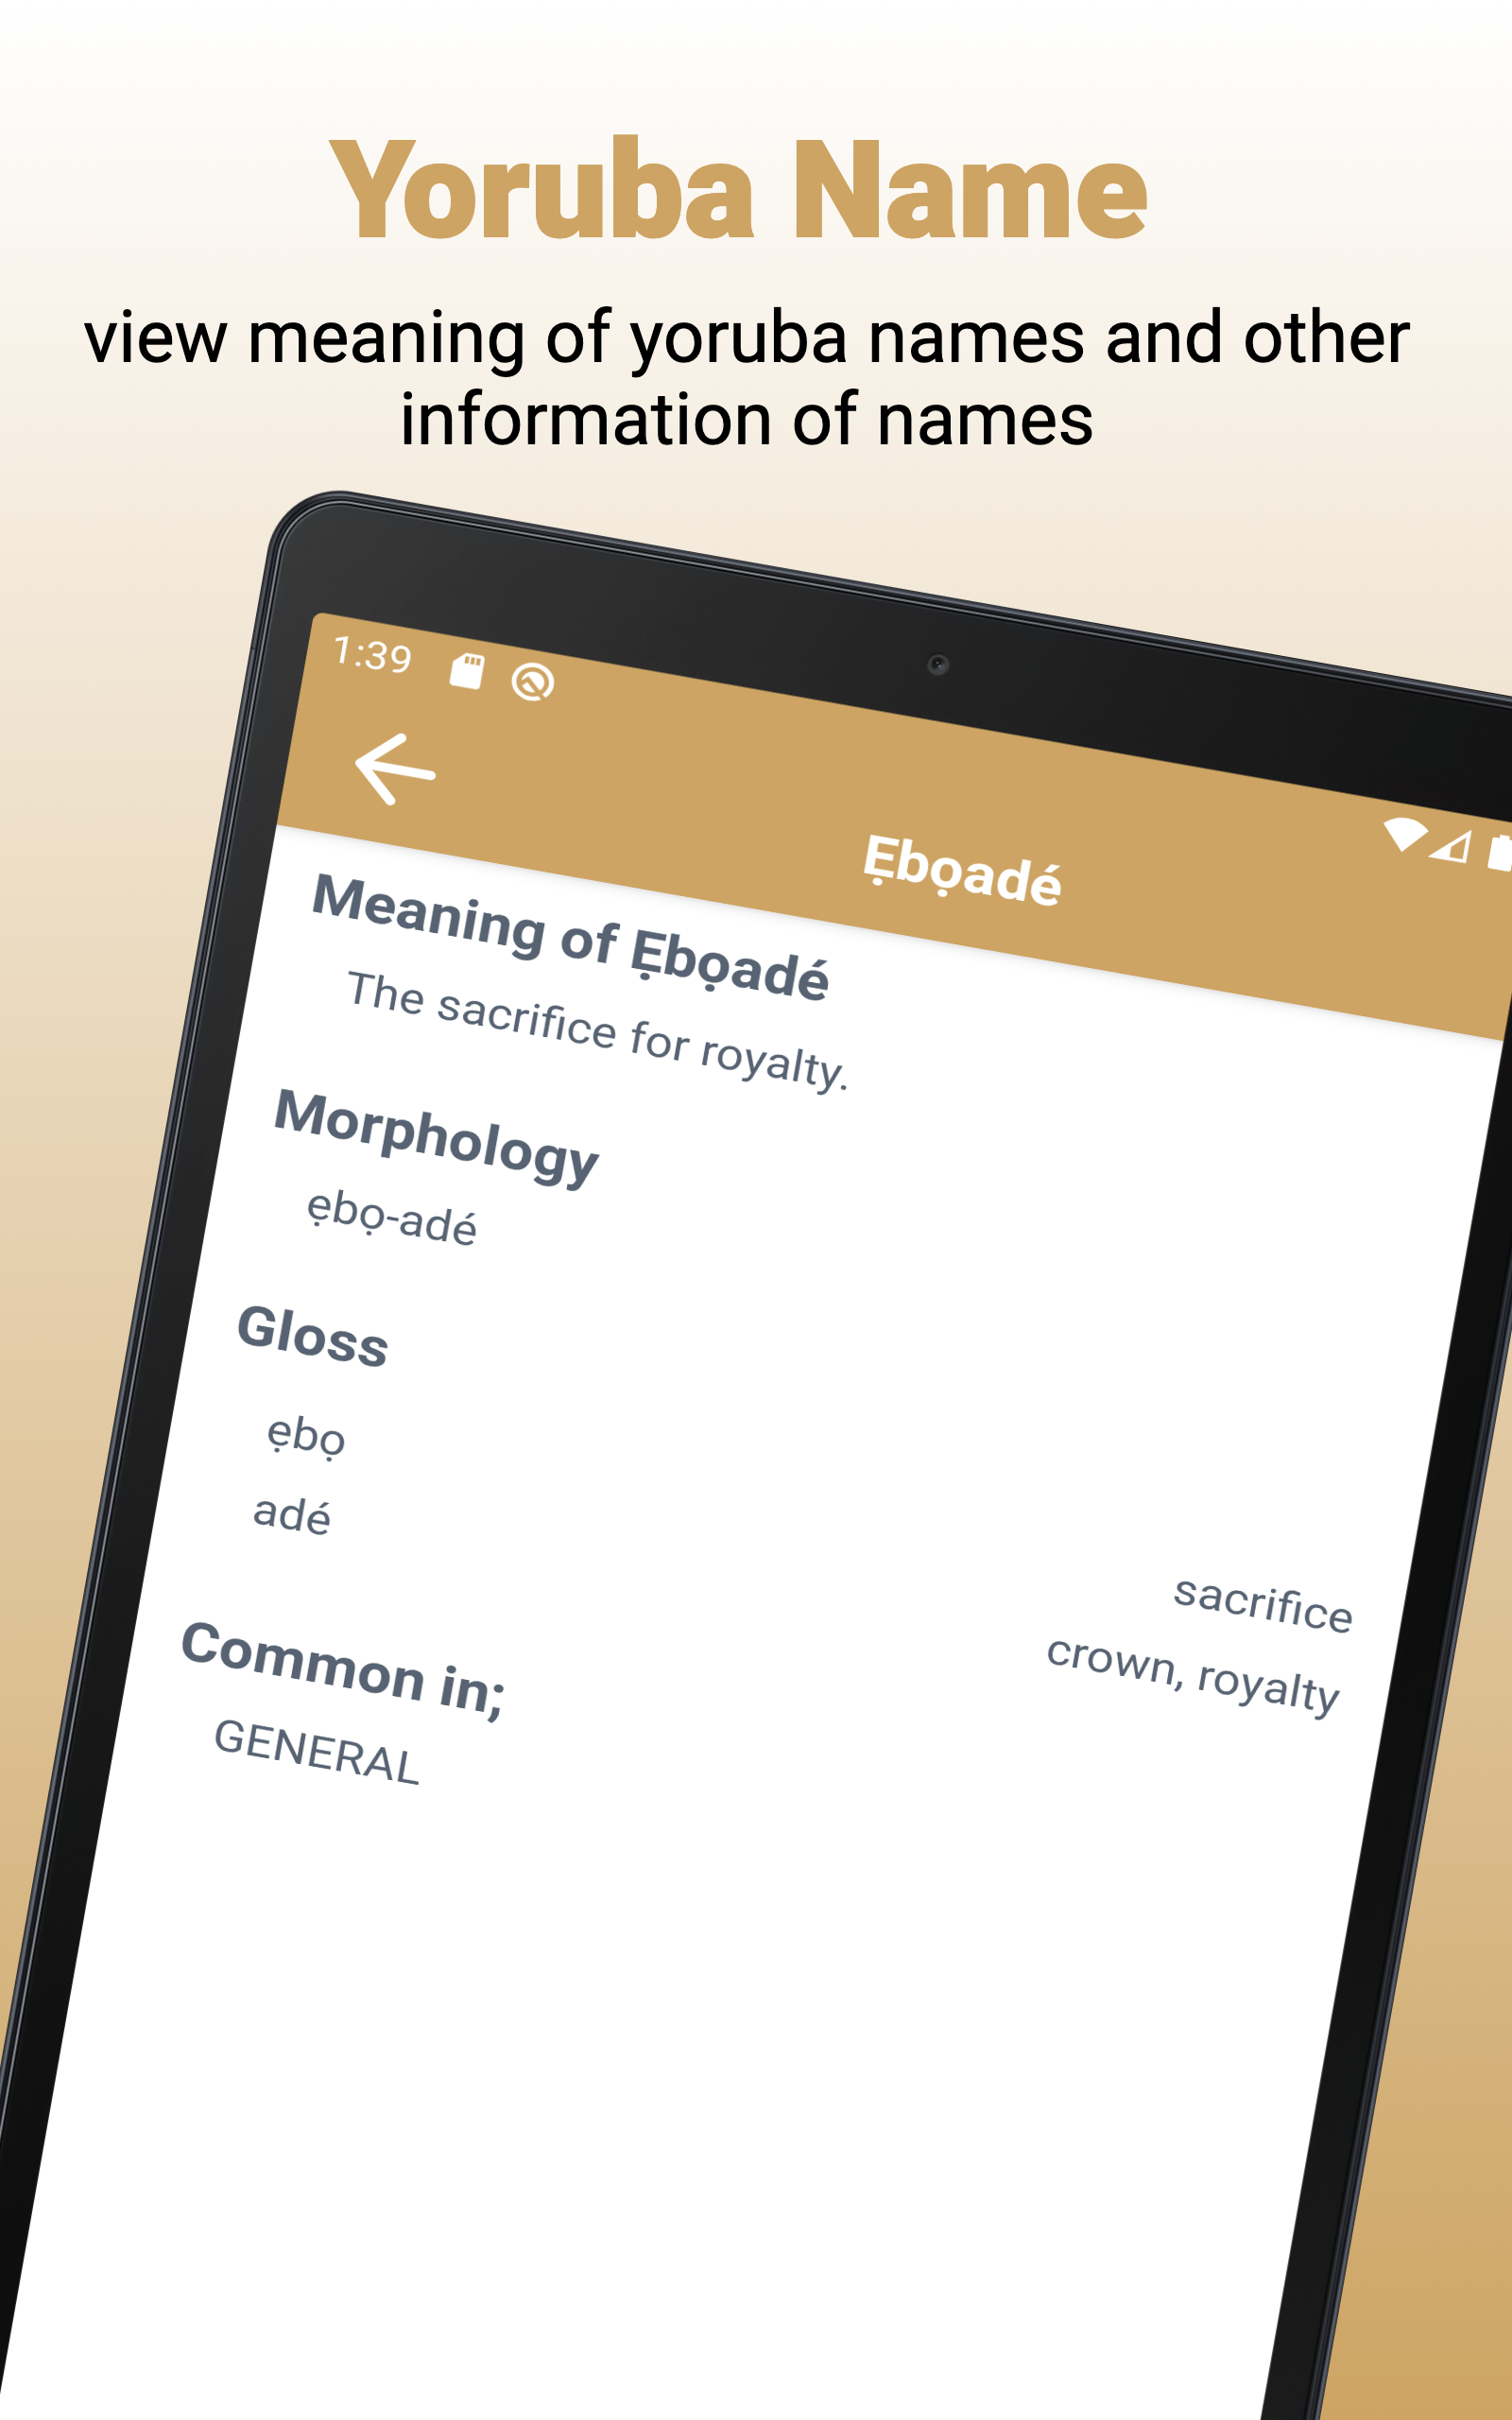 Yoruba Name
view meaning of yoruba names and other
information of names
1:39
Ẹbọadé
Meaning of Ẹbọadé
The sacrifice for royalty.
Morphology
ẹbọ-adé
Gloss
ẹbọ sacrifice
adé crown, royalty
Common in;
GENERAL